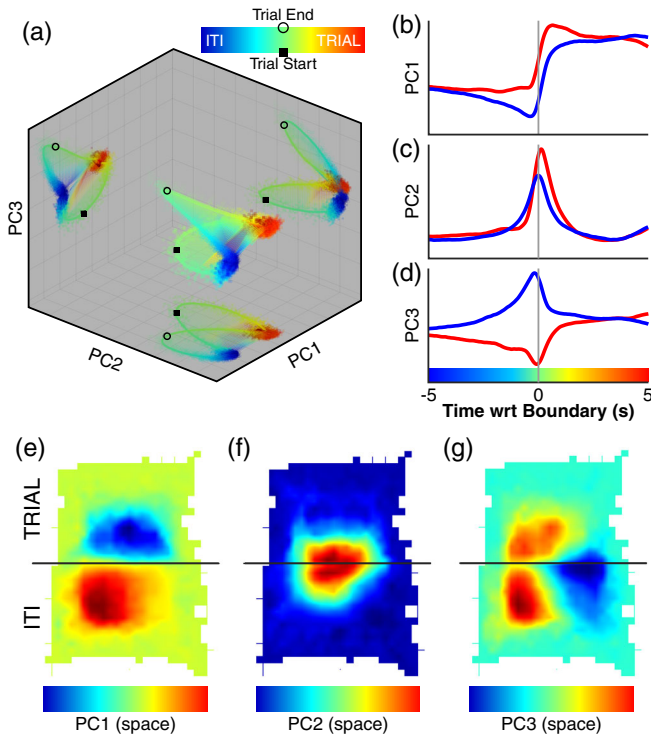 (a)
Trial End
ITI TRIAL
Trial Start
PC3
PC2
PC1
(b)
PC1
(c)
PC2
(d)
PC3
-5 0 5
Time wrt Boundary (s)
(e)
(f)
(g)
TRIAL
ITI
PC1 (space)
PC2 (space)
PC3 (space)